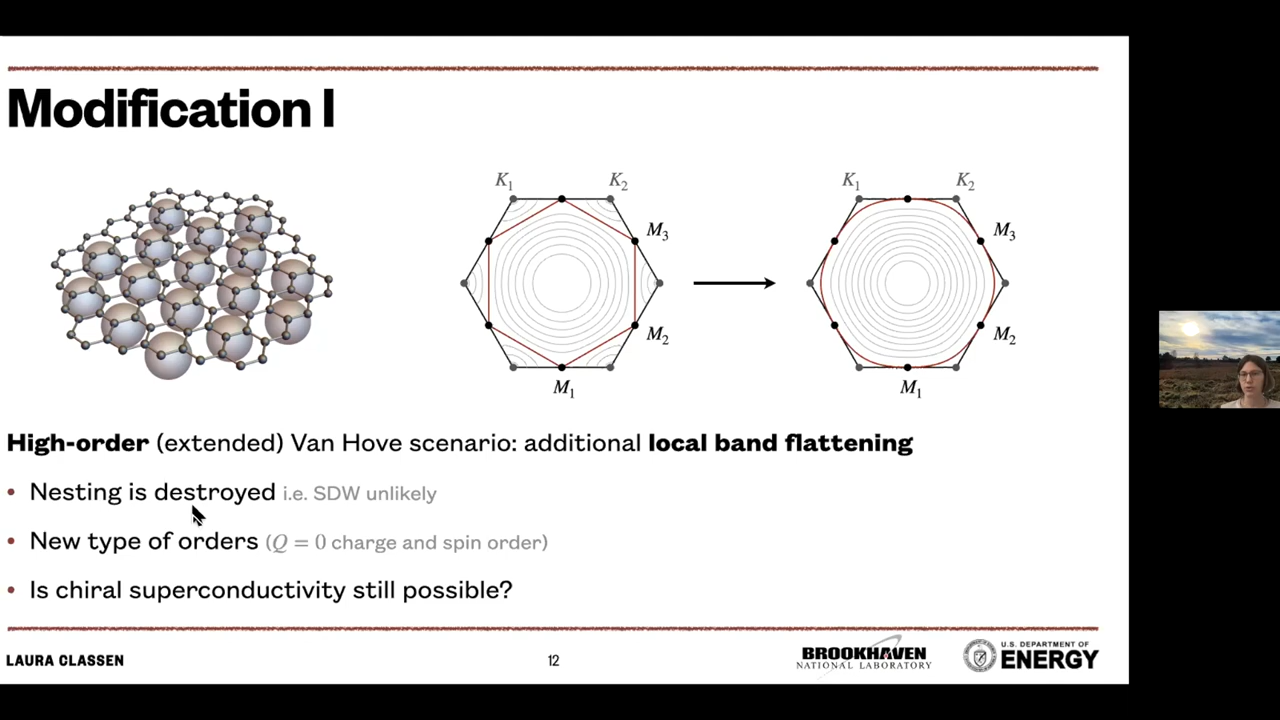 Modification I
K₁ K₂
M₃
M₂
M₁
K₁ K₂
M₃
M₂
M₁
High-order (extended) Van Hove scenario: additional local band flattening
• Nesting is destroyed i.e. SDW unlikely
• New type of orders (Q = 0 charge and spin order)
• Is chiral superconductivity still possible?
LAURA CLASSEN
12
BROOKHAVEN
NATIONAL LABORATORY
U.S. DEPARTMENT OF
ENERGY